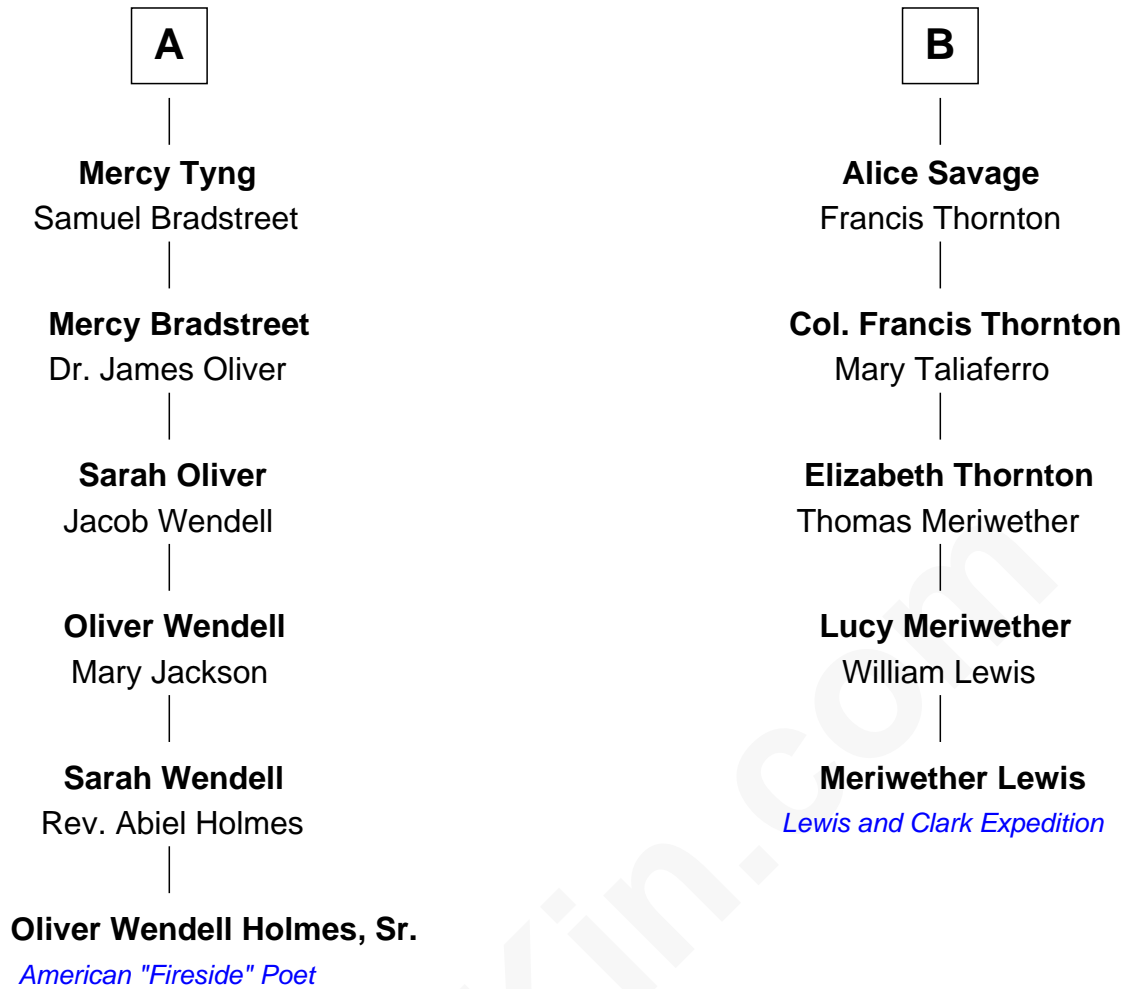 A
Mercy Tyng
Samuel Bradstreet
Mercy Bradstreet
Dr. James Oliver
Sarah Oliver
Jacob Wendell
Oliver Wendell
Mary Jackson
Sarah Wendell
Rev. Abiel Holmes
Oliver Wendell Holmes, Sr.
American "Fireside" Poet
B
Alice Savage
Francis Thornton
Col. Francis Thornton
Mary Taliaferro
Elizabeth Thornton
Thomas Meriwether
Lucy Meriwether
William Lewis
Meriwether Lewis
Lewis and Clark Expedition